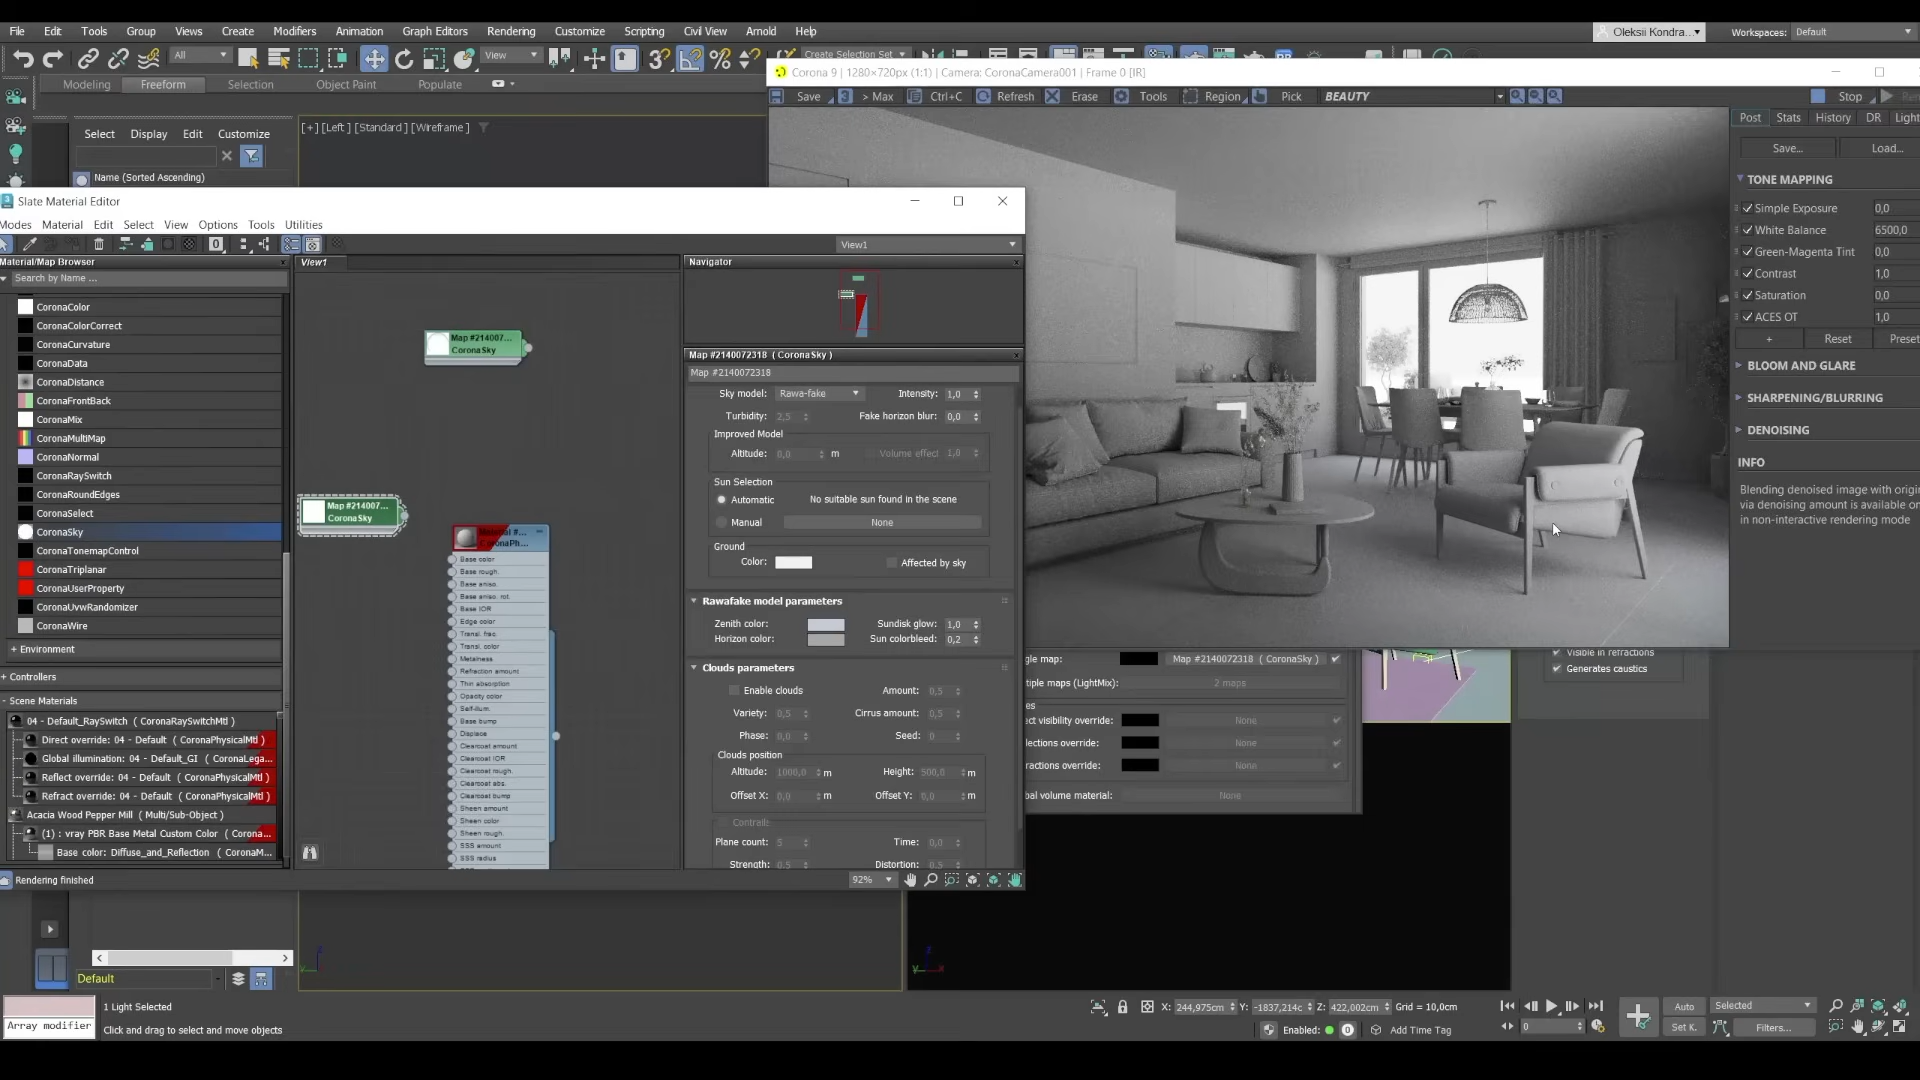 File Edit Tools Group Views Create Modifiers Animation Graph Editors Rendering Customize Scripting Civil View Arnold Help
Oleksii Kondra... Workspaces: Default
All View Create Selection Set
Modeling Freeform Selection Object Paint Populate
Corona 9 | 1280×720px (1:1) | Camera: CoronaCamera001 | Frame 0 [IR]
Save > Max Ctrl+C Refresh Erase Tools Region Pick BEAUTY Stop
[+] [Left ] [Standard ] [Wireframe ]
Select Display Edit Customize
Name (Sorted Ascending)
Post Stats History DR Light
Save... Load...
TONE MAPPING
Simple Exposure 0,0
White Balance 6500,0
Green-Magenta Tint 0,0
Contrast 1,0
Saturation 0,0
ACES OT 1,0
+ Reset Preset
BLOOM AND GLARE
SHARPENING/BLURRING
DENOISING
INFO
Blending denoised image with origin
via denoising amount is available on
in non-interactive rendering mode
Slate Material Editor
Modes Material Edit Select View Options Tools Utilities
View1
Material/Map Browser
Search by Name ...
CoronaColor
CoronaColorCorrect
CoronaCurvature
CoronaData
CoronaDistance
CoronaFrontBack
CoronaMix
CoronaMultiMap
CoronaNormal
CoronaRaySwitch
CoronaRoundEdges
CoronaSelect
CoronaSky
CoronaTonemapControl
CoronaTriplanar
CoronaUserProperty
CoronaUvwRandomizer
CoronaWire
+ Environment
+ Controllers
- Scene Materials
04 - Default_RaySwitch ( CoronaRaySwitchMtl )
Direct override: 04 - Default ( CoronaPhysicalMtl )
Global illumination: 04 - Default_GI ( CoronaLega...
Reflect override: 04 - Default ( CoronaPhysicalMtl )
Refract override: 04 - Default ( CoronaPhysicalMtl )
Acacia Wood Pepper Mill ( Multi/Sub-Object )
(1) : vray PBR Base Metal Custom Color ( Corona...
Base color: Diffuse_and_Reflection ( CoronaM...
Rendering finished
View1
Map #214007...
CoronaSky
Map #214007...
CoronaSky
Material #...
CoronaPh...
Base color
Base rough.
Base aniso.
Base aniso. rot.
Base IOR
Edge color
Transl. frac.
Transl. color
Metalness
Refraction amount
Thin absorption
Opacity color
Self-illum.
Base bump
Displace
Clearcoat amount
Clearcoat IOR
Clearcoat rough.
Clearcoat abs.
Clearcoat bump
Sheen amount
Sheen color
Sheen rough.
SSS amount
SSS radius
Navigator
Map #2140072318 ( CoronaSky )
Map #2140072318
Sky model: Rawa-fake Intensity: 1,0
Turbidity: 2,5 Fake horizon blur: 0,0
Improved Model
Altitude: 0,0 m Volume effect 1,0
Sun Selection
Automatic No suitable sun found in the scene
Manual None
Ground
Color: Affected by sky
Rawafake model parameters
Zenith color: Sundisk glow: 1,0
Horizon color: Sun colorbleed: 0,2
Clouds parameters
Enable clouds Amount: 0,5
Variety: 0,5 Cirrus amount: 0,5
Phase: 0,0 Seed: 0
Clouds position
Altitude: 1000,0 m Height: 500,0 m
Offset X: 0,0 m Offset Y: 0,0 m
Contrails
Plane count: 5 Time: 0,0
Strength: 0,5 Distortion: 0,5
92%
gle map: Map #2140072318 ( CoronaSky )
tiple maps (LightMix): 2 maps
es
ect visibility override: None
lections override: None
ractions override: None
bal volume material: None
Visible in refractions
Generates caustics
Default
1 Light Selected
Array modifier
Click and drag to select and move objects
X: 244,975cm Y: -1837,214c Z: 422,002cm Grid = 10,0cm
Enabled: 0 Add Time Tag
0
Auto Selected
Set K. Filters...